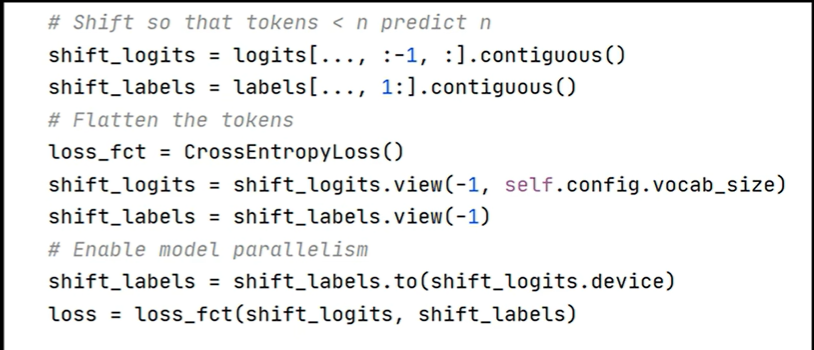 # Shift so that tokens < n predict n
shift_logits = logits[..., :-1, :].contiguous()
shift_labels = labels[..., 1:].contiguous()
# Flatten the tokens
loss_fct = CrossEntropyLoss()
shift_logits = shift_logits.view(-1, self.config.vocab_size)
shift_labels = shift_labels.view(-1)
# Enable model parallelism
shift_labels = shift_labels.to(shift_logits.device)
loss = loss_fct(shift_logits, shift_labels)